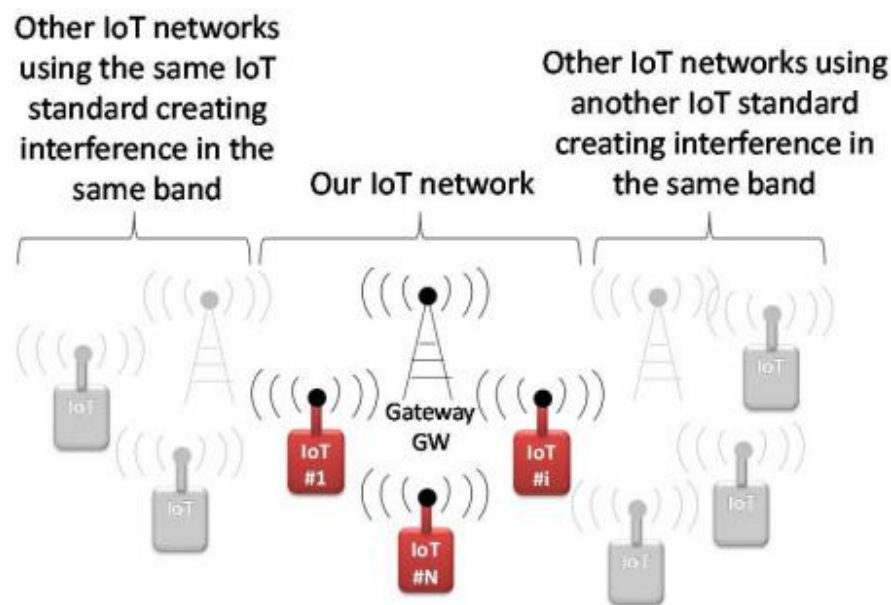 Other IoT networks
using the same IoT
standard creating
interference in the
same band
Our IoT network
Other IoT networks using
another IoT standard
creating interference in
the same band
IoT
IoT
Gateway
GW
IoT
#1
IoT
#i
IoT
#N
IoT
IoT
IoT